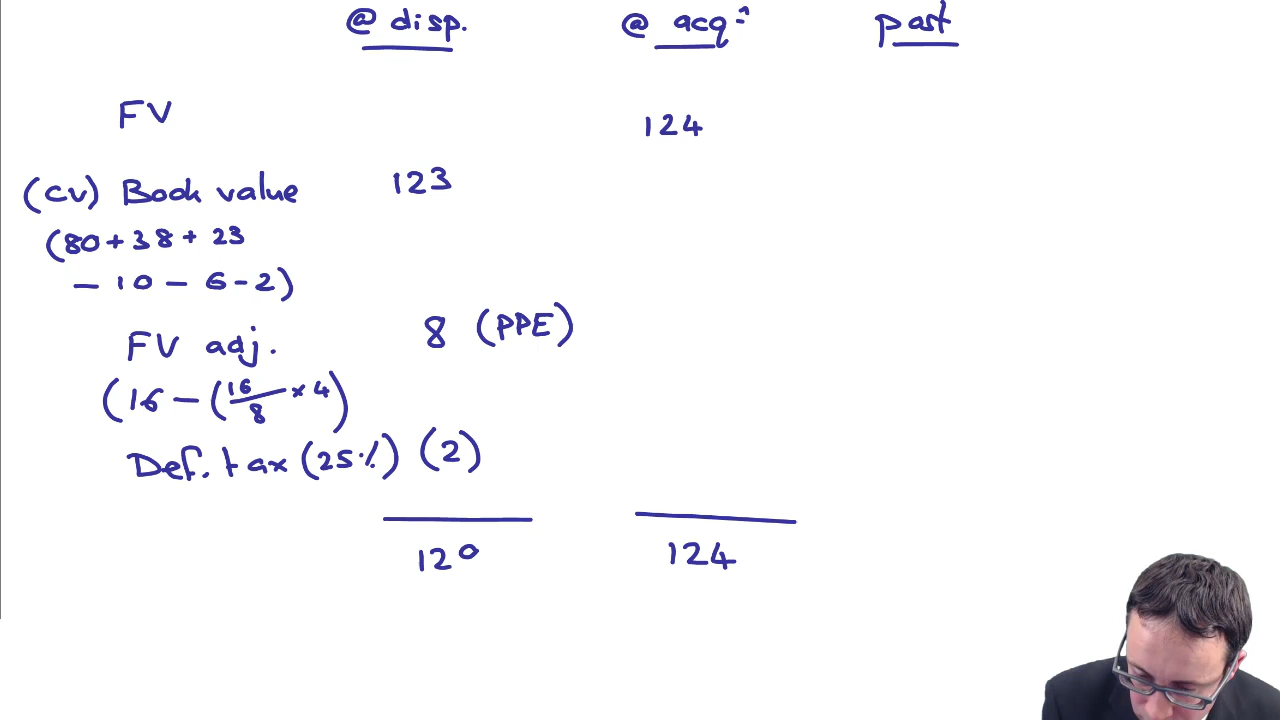 @ disp. @ acqⁿ past
FV 124
(CV) Book value 123
(80 + 38 + 23
- 10 - 6 - 2)
FV adj. 8 (PPE)
(16 - (16/8 × 4)
Def. tax (25%) (2)
120 124